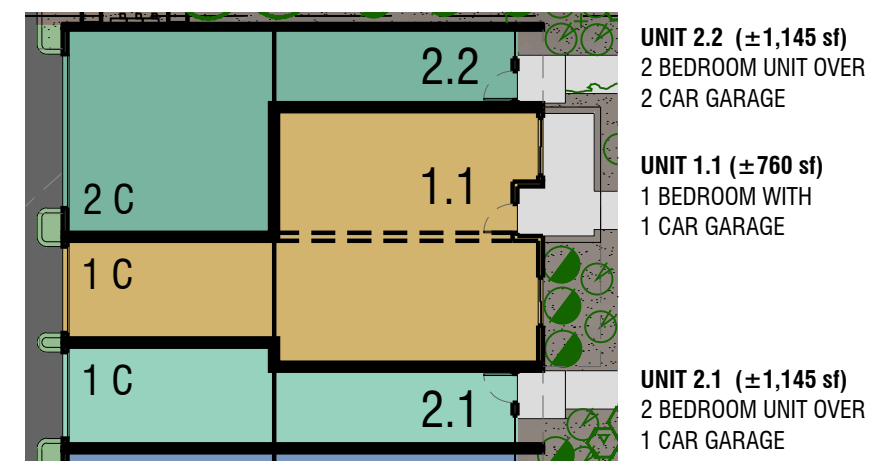 2.2
2 C
1.1
1 C
1 C
2.1
UNIT 2.2 (±1,145 sf)
2 BEDROOM UNIT OVER
2 CAR GARAGE
UNIT 1.1 (±760 sf)
1 BEDROOM WITH
1 CAR GARAGE
UNIT 2.1 (±1,145 sf)
2 BEDROOM UNIT OVER
1 CAR GARAGE